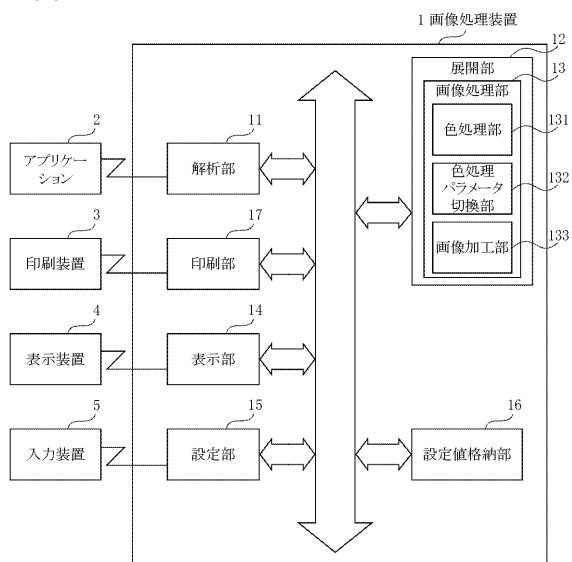 1 画像処理装置
12
展開部
13
画像処理部
131
色処理部
132
色処理
パラメータ
切換部
133
画像加工部
2
アプリケー
ション
11
解析部
3
印刷装置
17
印刷部
4
表示装置
14
表示部
5
入力装置
15
設定部
16
設定値格納部